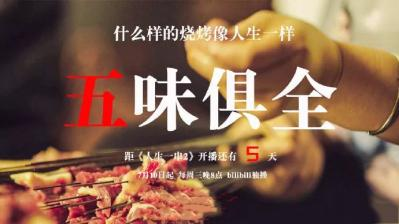 什么样的烧烤像人生一样
五味俱全
距《人生一串2》开播还有 5 天
7月10日起 每周三晚8点 bilibili独播